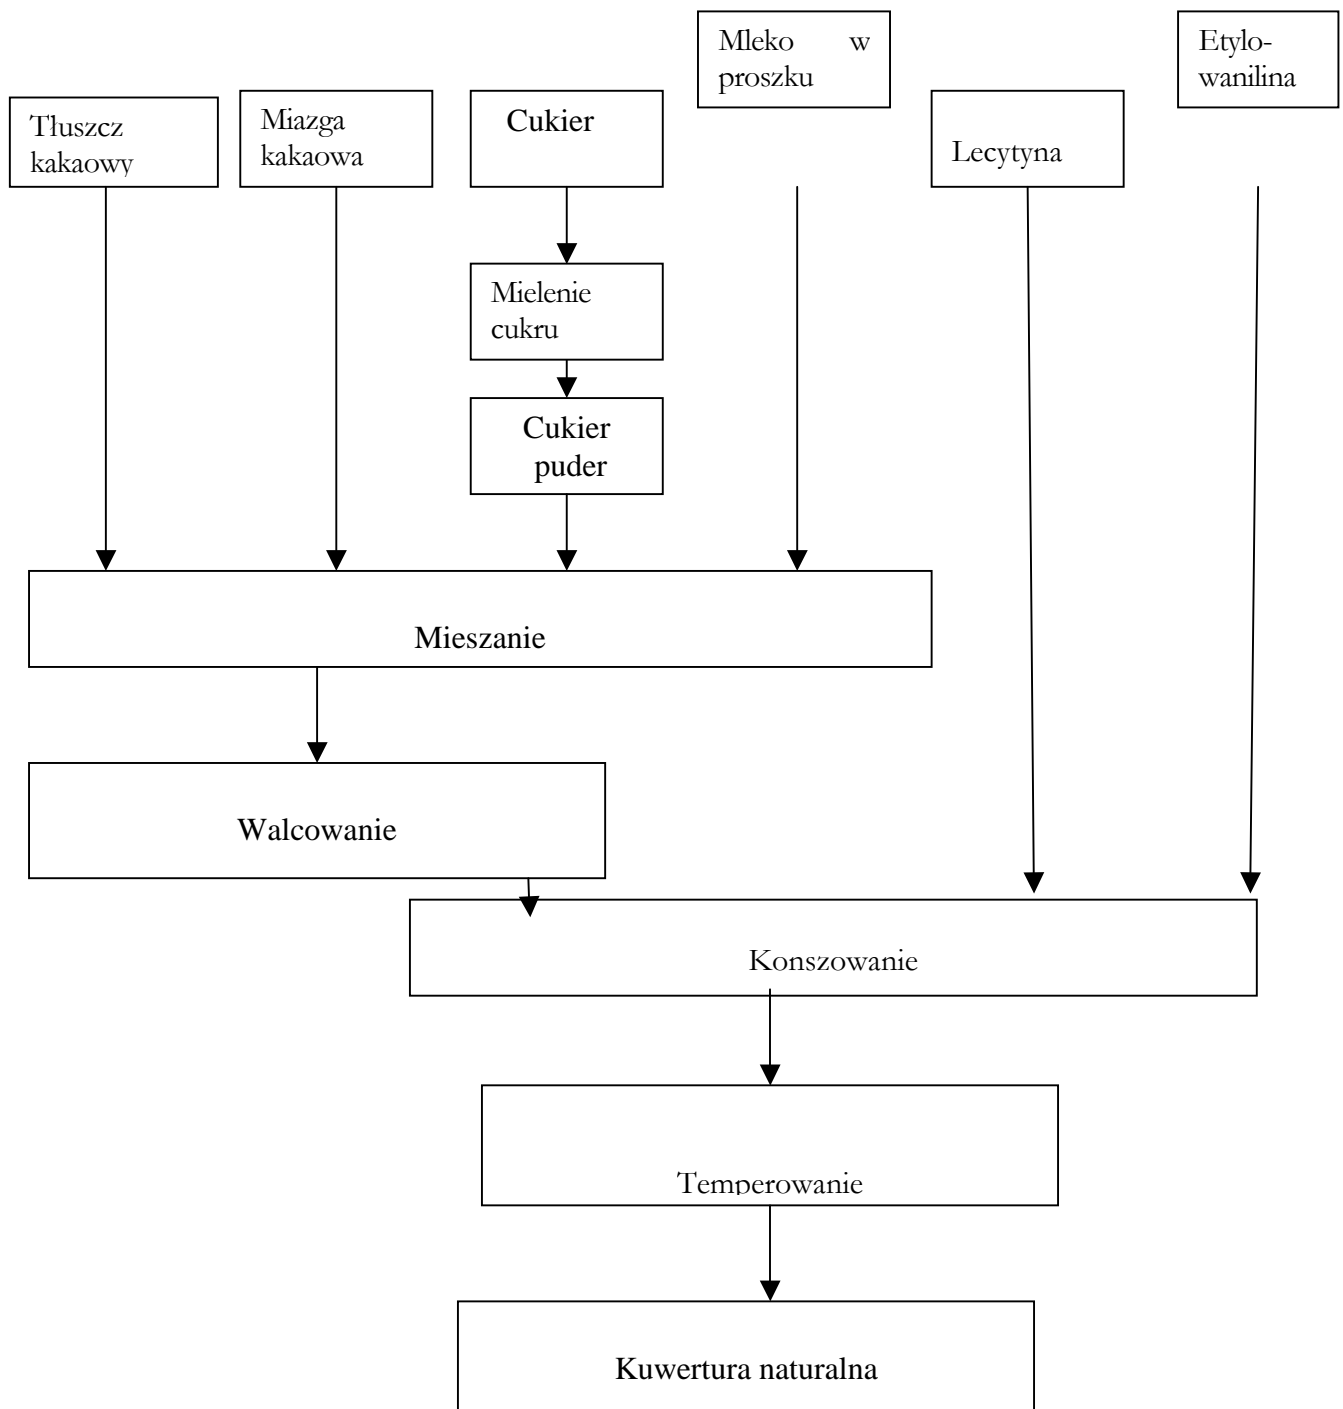 Mleko w
proszku
Etylo-
wanilina
Tłuszcz
kakaowy
Miazga
kakaowa
Cukier
Lecytyna
Mielenie
cukru
Cukier
puder
Mieszanie
Walcowanie
Konszowanie
Temperowanie
Kuwertura naturalna